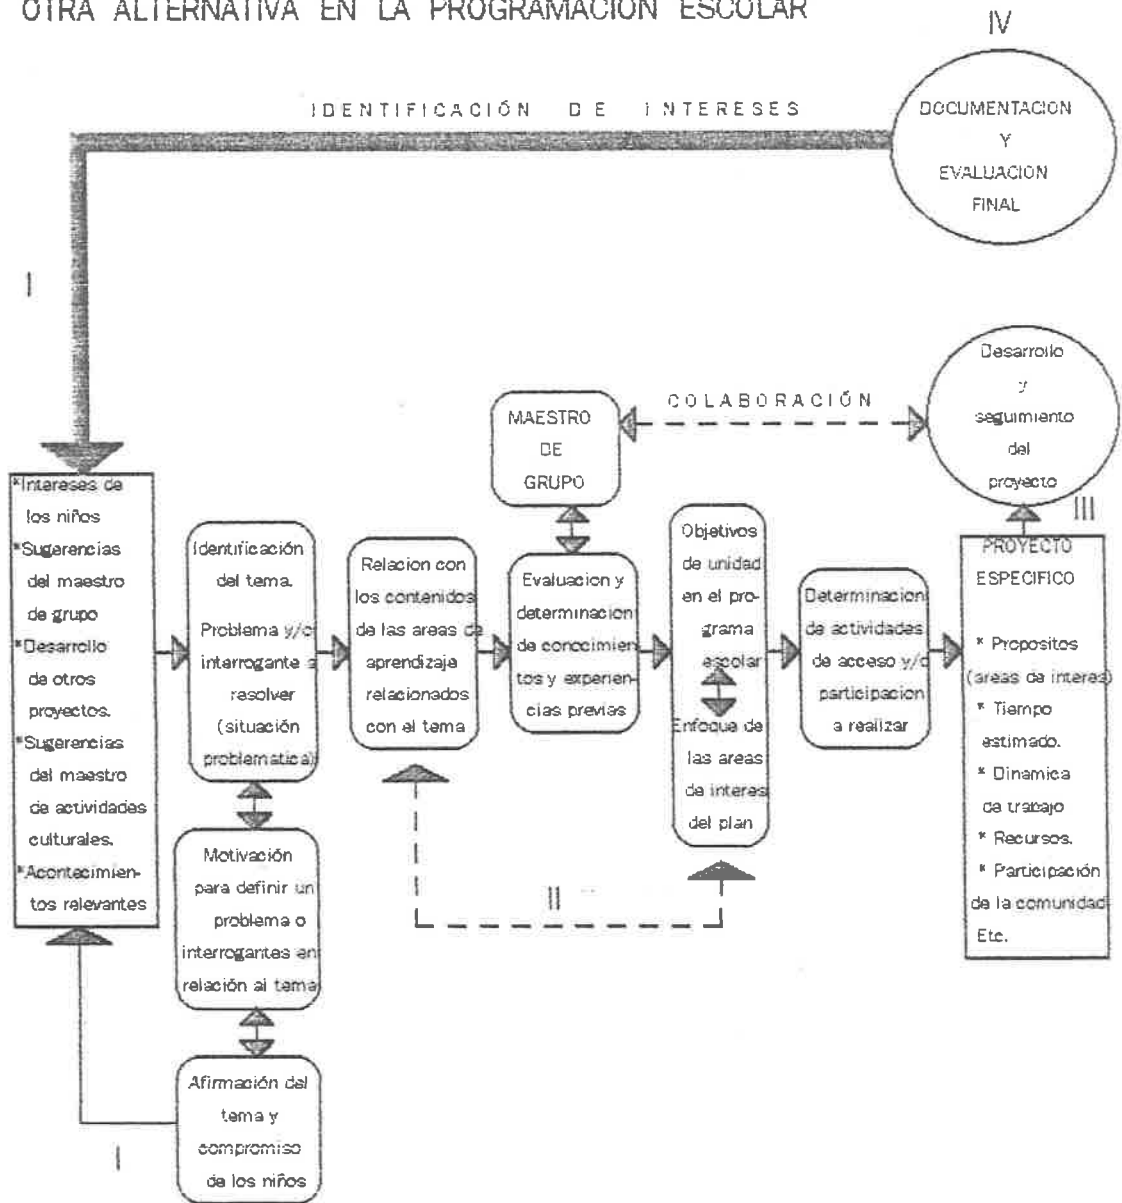 OTRA ALTERNATIVA EN LA PROGRAMACION ESCOLAR
IV
IDENTIFICACIÓN DE INTERESES
DOCUMENTACION
Y
EVALUACION
FINAL
I
Desarrollo
y
seguimiento
del
proyecto
COLABORACIÓN
MAESTRO
DE
GRUPO
III
*Intereses de
los niños
*Sugerencias
del maestro
de grupo
*Desarrollo
de otros
proyectos.
*Sugerencias
del maestro
de actividades
culturales.
*Acontecimien-
tos relevantes
Identificación
del tema.
Problema y/o
interrogante a
resolver
(situación
problematica)
Relacion con
los contenidos
de las areas de
aprendizaje
relacionados
con el tema
Evaluacion y
determinacion
de conocimien
tos y experien-
cias previas
Objetivos
de unidad
en el pro-
grama
escolar
Enfoque de
las areas
de interes
del plan
Determinacion
de actividades
de acceso y/o
participacion
a realizar
PROYECTO
ESPECIFICO
* Propositos
(areas de interes)
* Tiempo
estimado.
* Dinamica
de trabajo
* Recursos.
* Participación
de la comunidad
Etc.
II
Motivación
para definir un
problema o
interrogantes en
relación al tema
Afirmación del
tema y
compromiso
de los niños
I